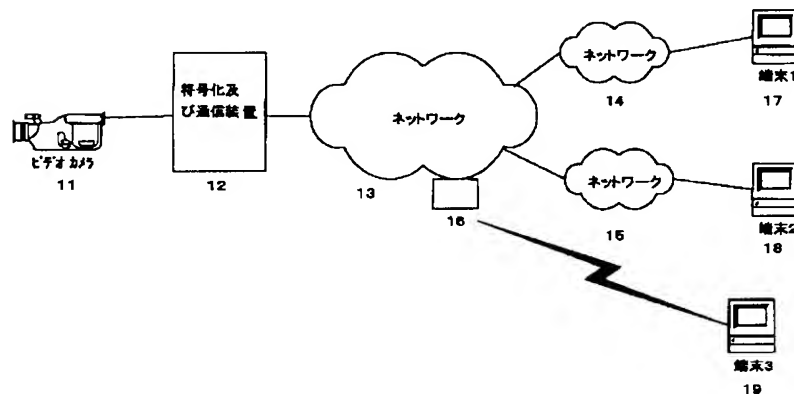 ビデオカメラ
11
符号化及
び通信装置
12
ネットワーク
13
16
ネットワーク
14
端末1
17
ネットワーク
15
端末2
18
端末3
19